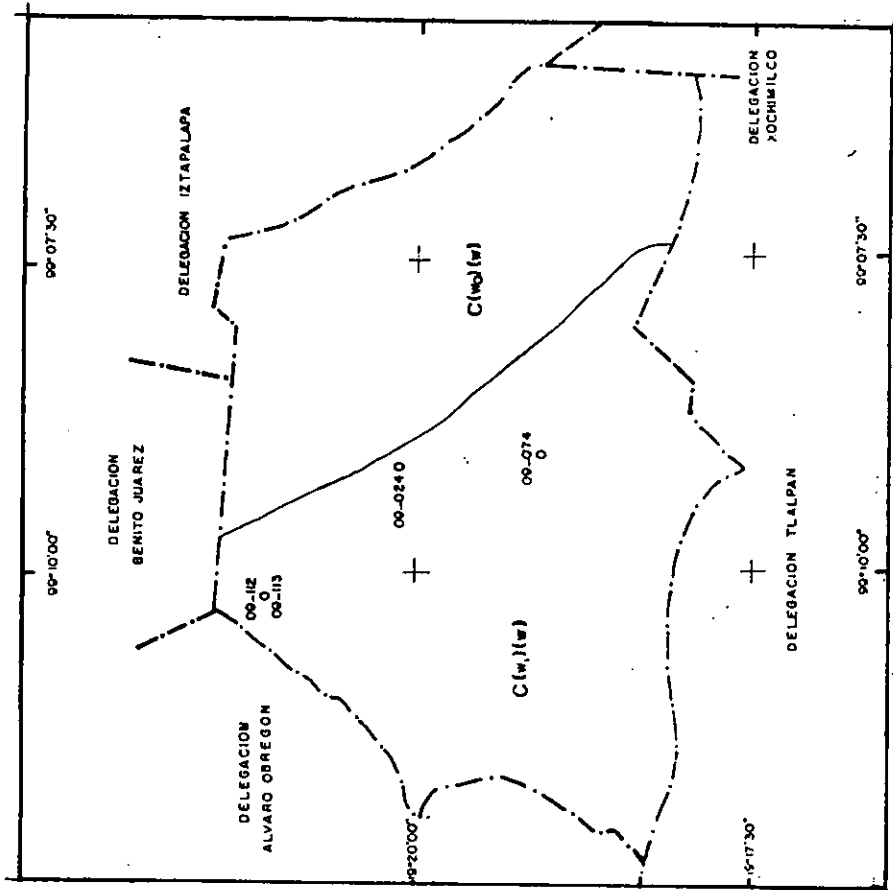 99°07'30"
99°10'00"
DELEGACION IZTAPALAPA
DELEGACION
BENITO JUAREZ
DELEGACION
ALVARO OBREGON
DELEGACION
XOCHIMILCO
09-112
09-113
09-024
09-074
C(w₀)(w)
C(w₁)(w)
19°20'00"
19°17'30"
DELEGACION TLALPAN
99°07'30"
99°10'00"